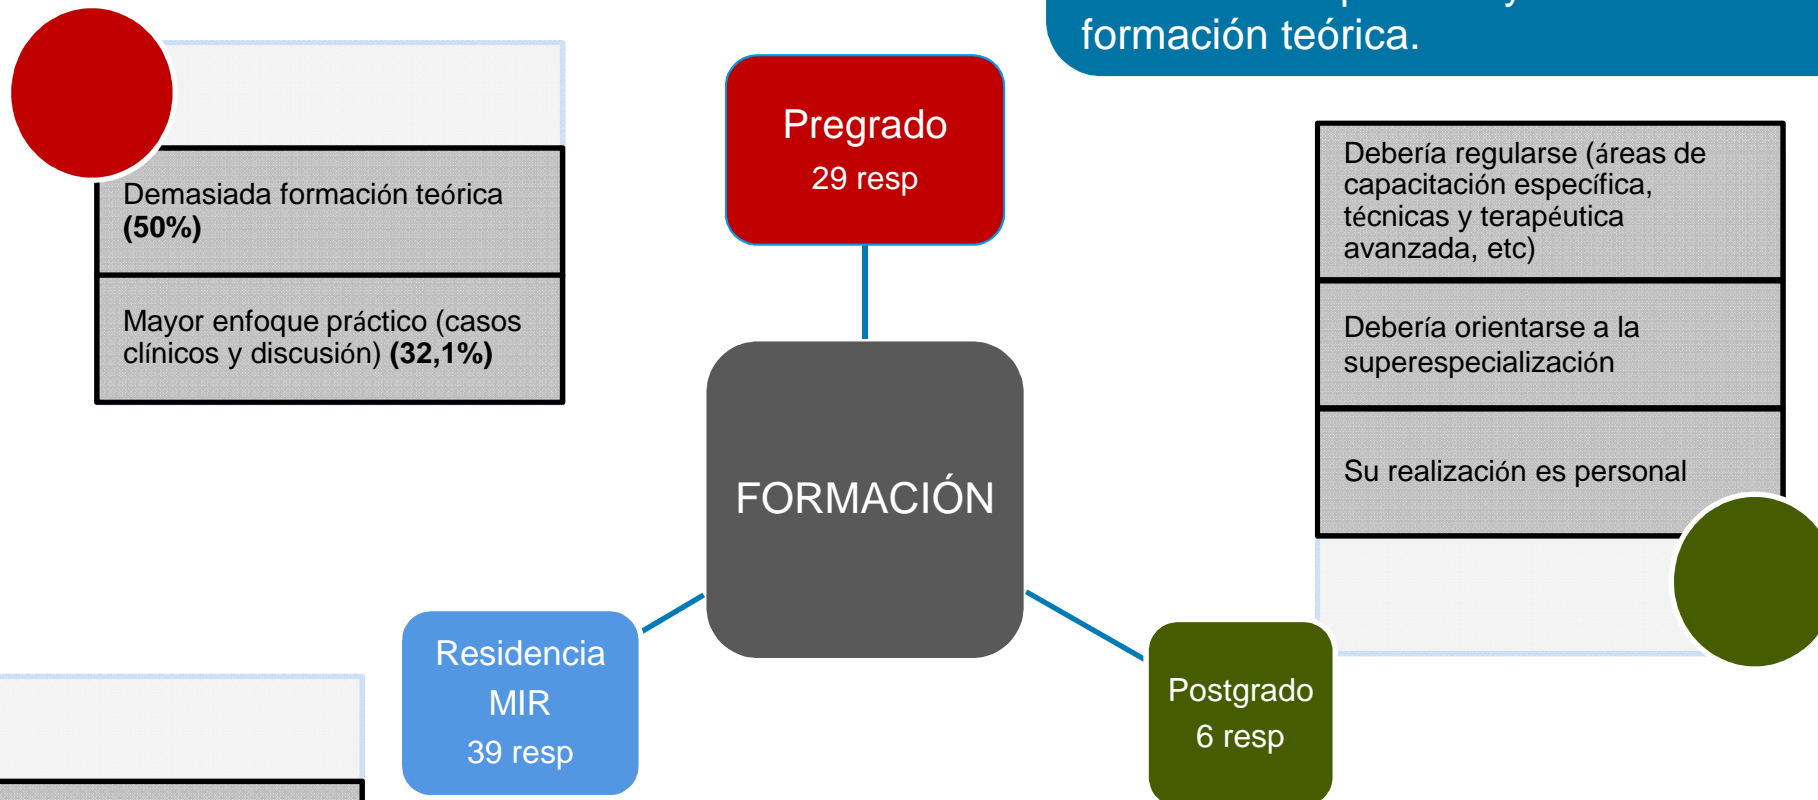 formación teórica.
Pregrado
29 resp
Demasiada formación teórica
(50%)
Mayor enfoque práctico (casos
clínicos y discusión) (32,1%)
Debería regularse (áreas de
capacitación específica,
técnicas y terapéutica
avanzada, etc)
Debería orientarse a la
superespecialización
Su realización es personal
FORMACIÓN
Residencia
MIR
39 resp
Postgrado
6 resp